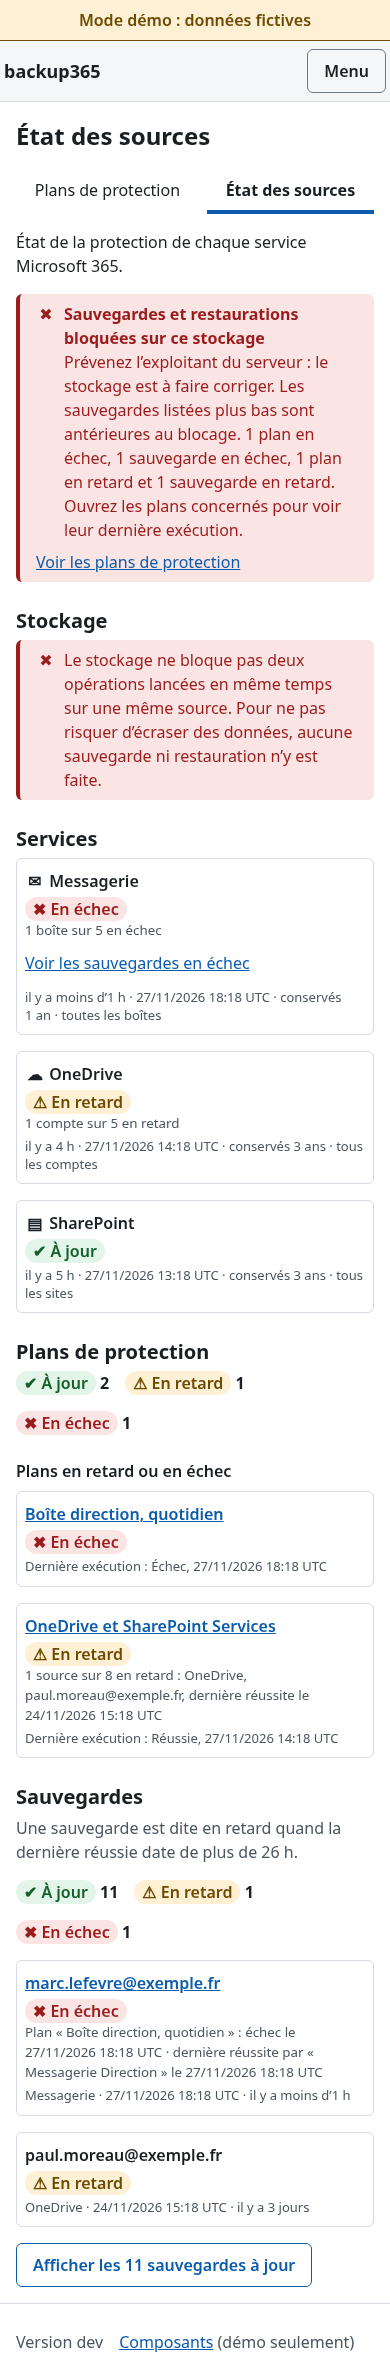 Mode démo : données fictives
backup365
Menu
État des sources
Plans de protection
État des sources
État de la protection de chaque service
Microsoft 365.
✖ Sauvegardes et restaurations
bloquées sur ce stockage
Prévenez l’exploitant du serveur : le
stockage est à faire corriger. Les
sauvegardes listées plus bas sont
antérieures au blocage. 1 plan en
échec, 1 sauvegarde en échec, 1 plan
en retard et 1 sauvegarde en retard.
Ouvrez les plans concernés pour voir
leur dernière exécution.
Voir les plans de protection
Stockage
✖ Le stockage ne bloque pas deux
opérations lancées en même temps
sur une même source. Pour ne pas
risquer d’écraser des données, aucune
sauvegarde ni restauration n’y est
faite.
Services
✉ Messagerie
✖ En échec
1 boîte sur 5 en échec
Voir les sauvegardes en échec
il y a moins d’1 h · 27/11/2026 18:18 UTC · conservés
1 an · toutes les boîtes
☁ OneDrive
⚠ En retard
1 compte sur 5 en retard
il y a 4 h · 27/11/2026 14:18 UTC · conservés 3 ans · tous
les comptes
▤ SharePoint
✔ À jour
il y a 5 h · 27/11/2026 13:18 UTC · conservés 3 ans · tous
les sites
Plans de protection
✔ À jour 2 ⚠ En retard 1
✖ En échec 1
Plans en retard ou en échec
Boîte direction, quotidien
✖ En échec
Dernière exécution : Échec, 27/11/2026 18:18 UTC
OneDrive et SharePoint Services
⚠ En retard
1 source sur 8 en retard : OneDrive,
paul.moreau@exemple.fr, dernière réussite le
24/11/2026 15:18 UTC
Dernière exécution : Réussie, 27/11/2026 14:18 UTC
Sauvegardes
Une sauvegarde est dite en retard quand la
dernière réussie date de plus de 26 h.
✔ À jour 11 ⚠ En retard 1
✖ En échec 1
marc.lefevre@exemple.fr
✖ En échec
Plan « Boîte direction, quotidien » : échec le
27/11/2026 18:18 UTC · dernière réussite par «
Messagerie Direction » le 27/11/2026 18:18 UTC
Messagerie · 27/11/2026 18:18 UTC · il y a moins d’1 h
paul.moreau@exemple.fr
⚠ En retard
OneDrive · 24/11/2026 15:18 UTC · il y a 3 jours
Afficher les 11 sauvegardes à jour
Version dev Composants (démo seulement)